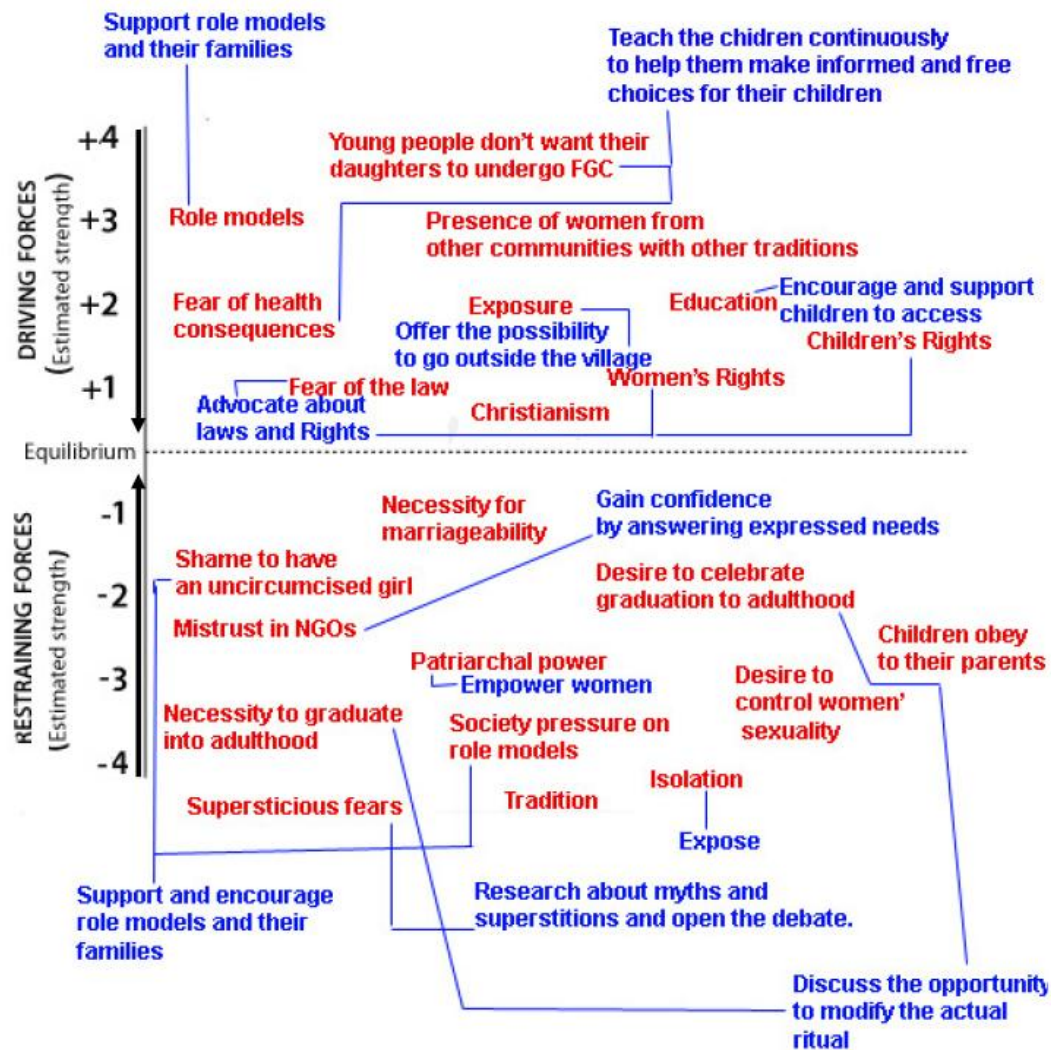 Support role models
and their families
Teach the chidren continuously
to help them make informed and free
choices for their children
+4
Young people don't want their
daughters to undergo FGC
DRIVING FORCES
(Estimated strength)
+3
Role models
Presence of women from
other communities with other traditions
+2
Fear of health
consequences
Exposure
Education
Encourage and support
children to access
Offer the possibility
to go outside the village
Children's Rights
+1
Fear of the law
Women's Rights
Advocate about
laws and Rights
Christianism
Equilibrium
RESTRAINING FORCES
(Estimated strength)
-1
Necessity for
marriageability
Gain confidence
by answering expressed needs
Shame to have
an uncircumcised girl
-2
Desire to celebrate
graduation to adulthood
Mistrust in NGOs
Children obey
to their parents
-3
Patriarchal power
Empower women
Desire to
control women'
sexuality
Necessity to graduate
into adulthood
Society pressure on
role models
-4
Isolation
Supersticious fears
Tradition
Expose
Support and encourage
role models and their
families
Research about myths and
superstitions and open the debate.
Discuss the opportunity
to modify the actual
ritual